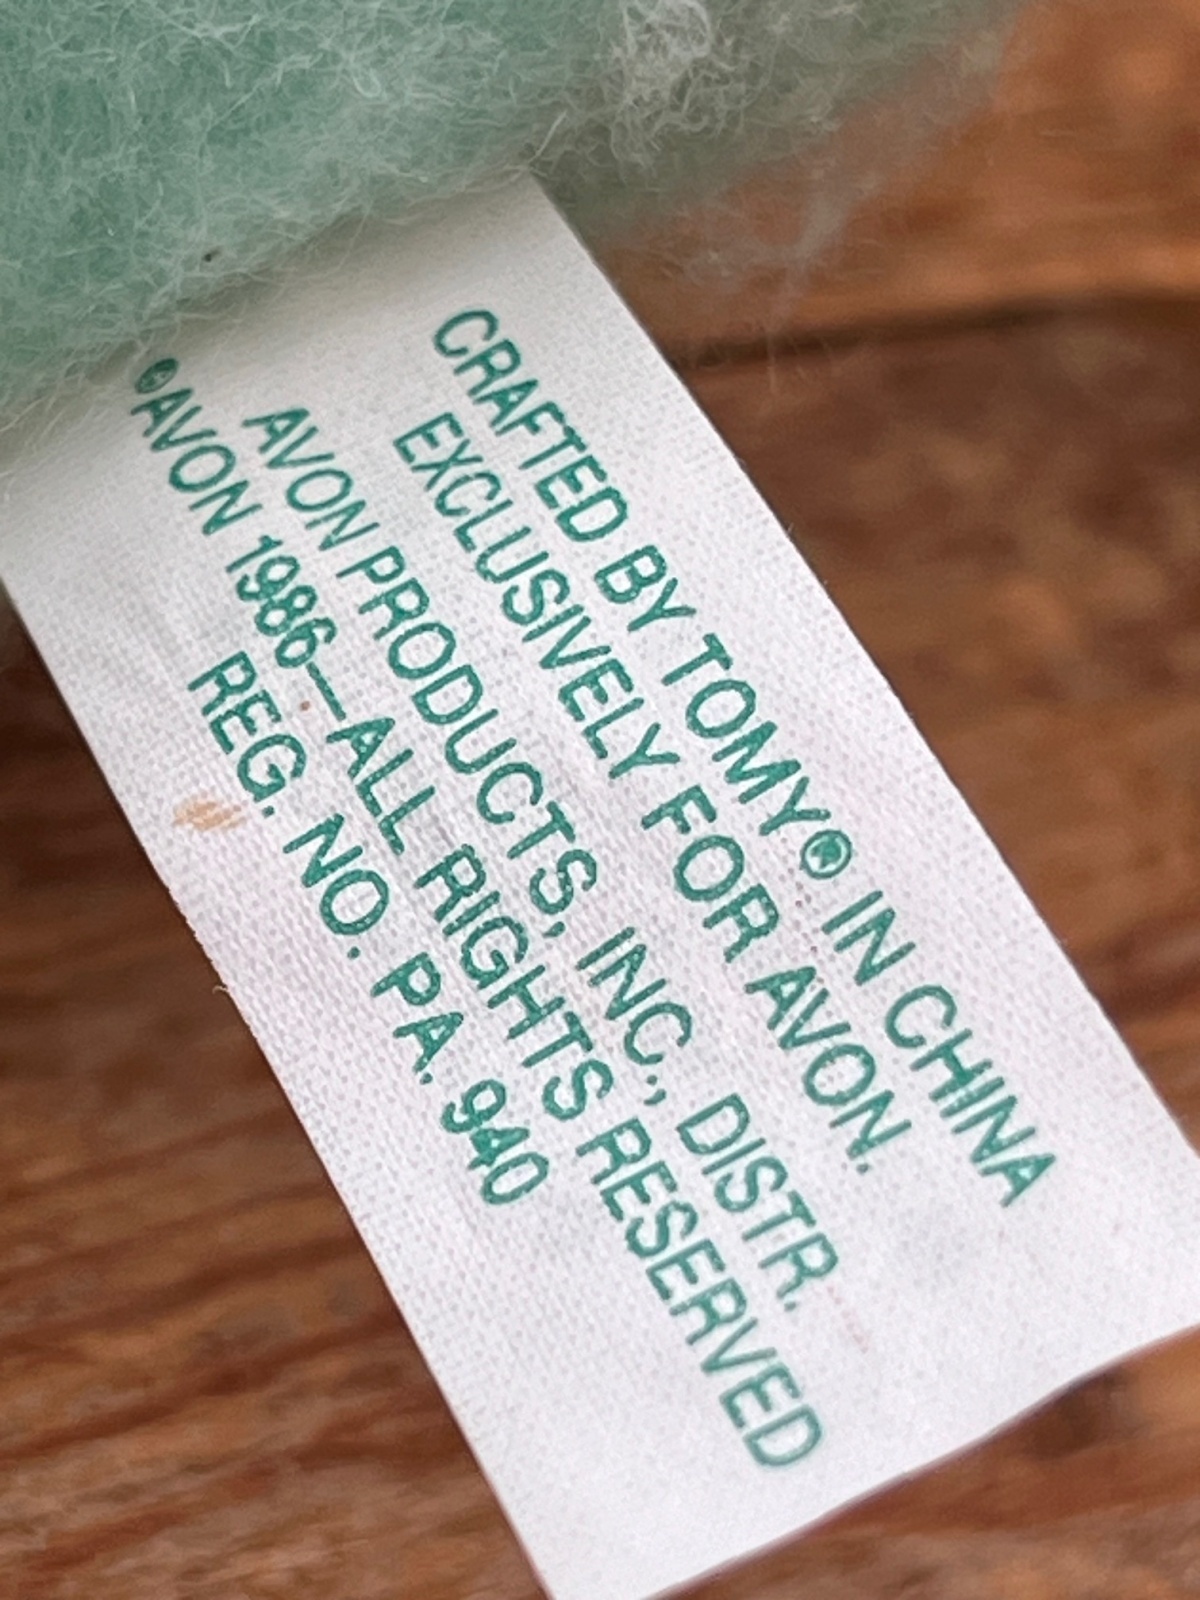 CRAFTED BY TOMY® IN CHINA
EXCLUSIVELY FOR AVON.
AVON PRODUCTS, INC., DISTR.
©AVON 1986—ALL RIGHTS RESERVED
REG. NO. PA. 940